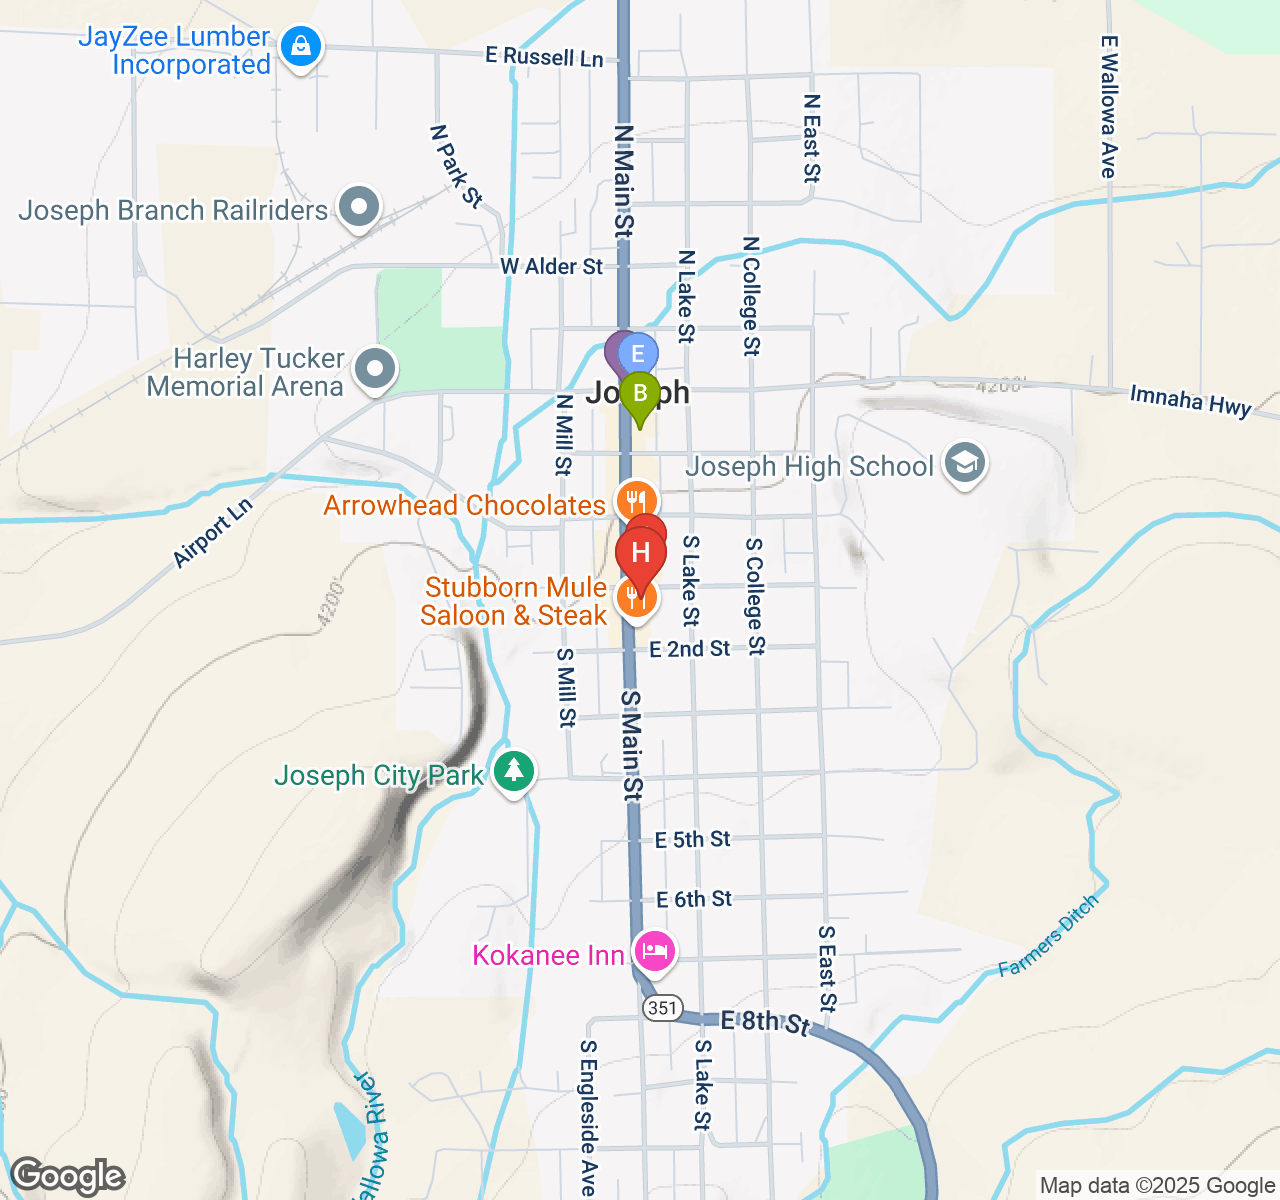 JayZee Lumber
Incorporated
E Russell Ln
E Wallowa Ave
N East St
N Park St
N Main St
Joseph Branch Railriders
W Alder St
N Lake St
N College St
Harley Tucker
Memorial Arena
E
B
Joseph
4200'
Imnaha Hwy
N Mill St
Joseph High School
Arrowhead Chocolates
Airport Ln
H
S Lake St
S College St
4200'
Stubborn Mule
Saloon & Steak
E 2nd St
S Mill St
S Main St
Joseph City Park
E 5th St
E 6th St
Farmers Ditch
S East St
Kokanee Inn
351
E 8th St
S Engleside Ave
S Lake St
allowa River
Google
Map data ©2025 Google